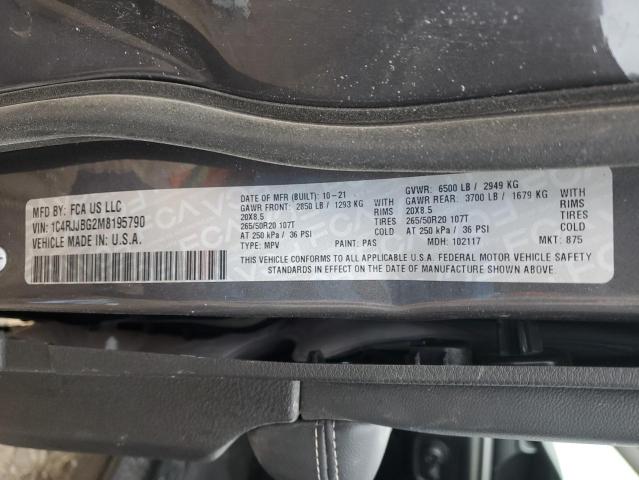 MFD BY: FCA US LLC
VIN: 1C4RJJBG2M8195790
VEHICLE MADE IN U.S.A.
DATE OF MFR (BUILT): 10-21
GAWR FRONT: 2850 LB / 1293 KG
WITH TIRES
20X8.5 RIMS
265/50R20 107T
AT 250 kPa / 36 PSI COLD
TYPE: MPV PAINT: PAS
GVWR: 6500 LB / 2949 KG
GAWR REAR: 3700 LB / 1679 KG
WITH TIRES
20X8.5 RIMS
265/50R20 107T
AT 250 kPa / 36 PSI COLD
MDH: 102117 MKT: 875
THIS VEHICLE CONFORMS TO ALL APPLICABLE U.S.A. FEDERAL MOTOR VEHICLE SAFETY
STANDARDS IN EFFECT ON THE DATE OF MANUFACTURE SHOWN ABOVE.